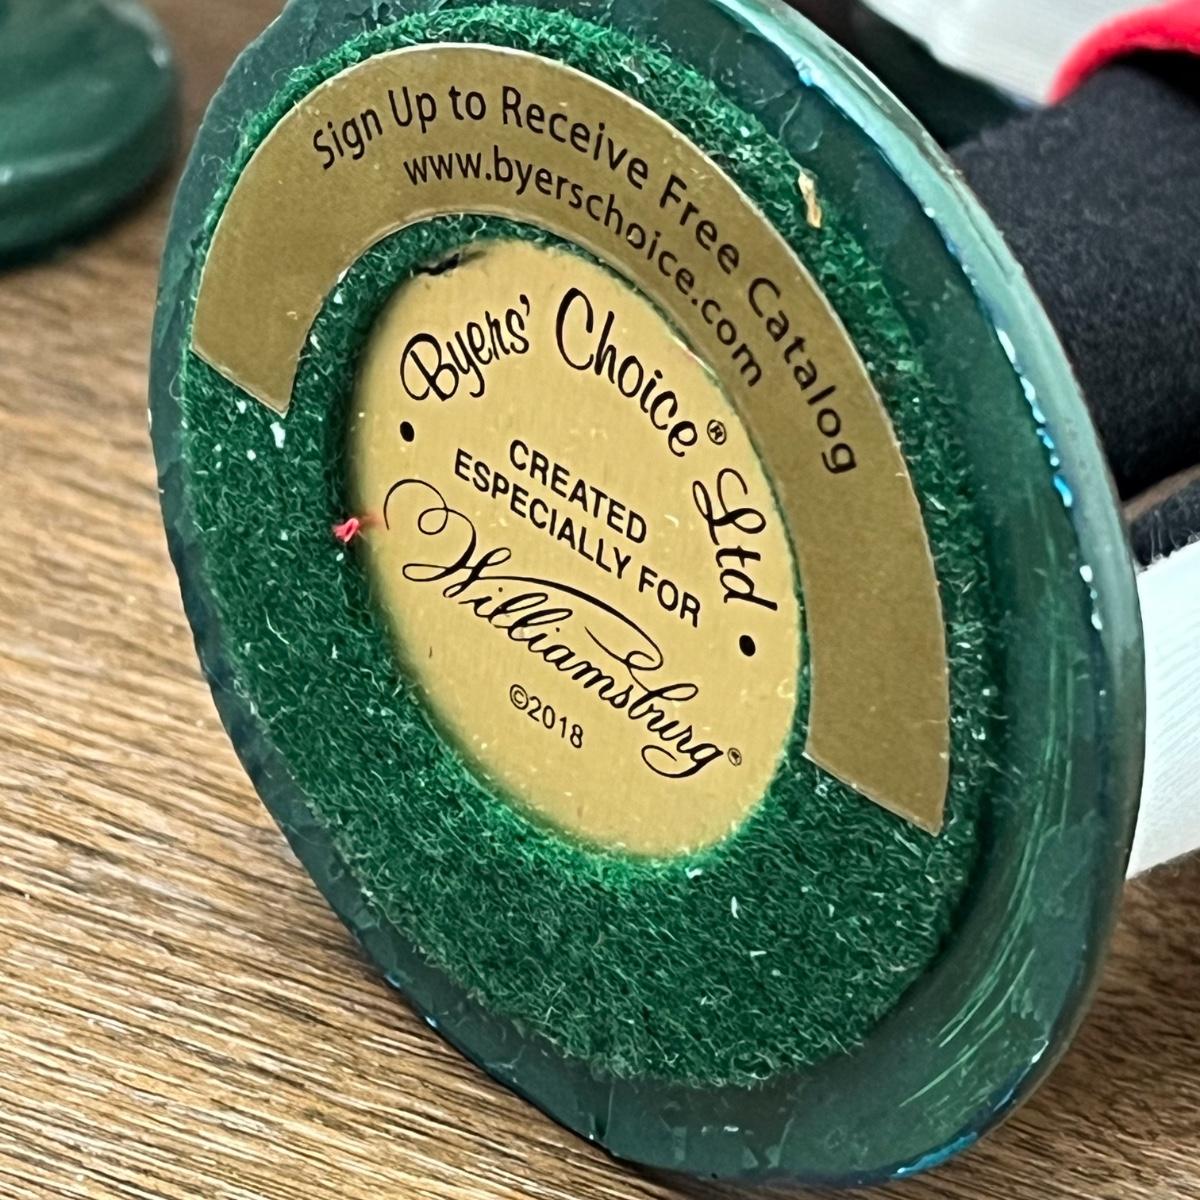 Sign Up to Receive Free Catalog
www.byerschoice.com
Byers' Choice® Ltd
CREATED
ESPECIALLY FOR
Williamsburg®
©2018